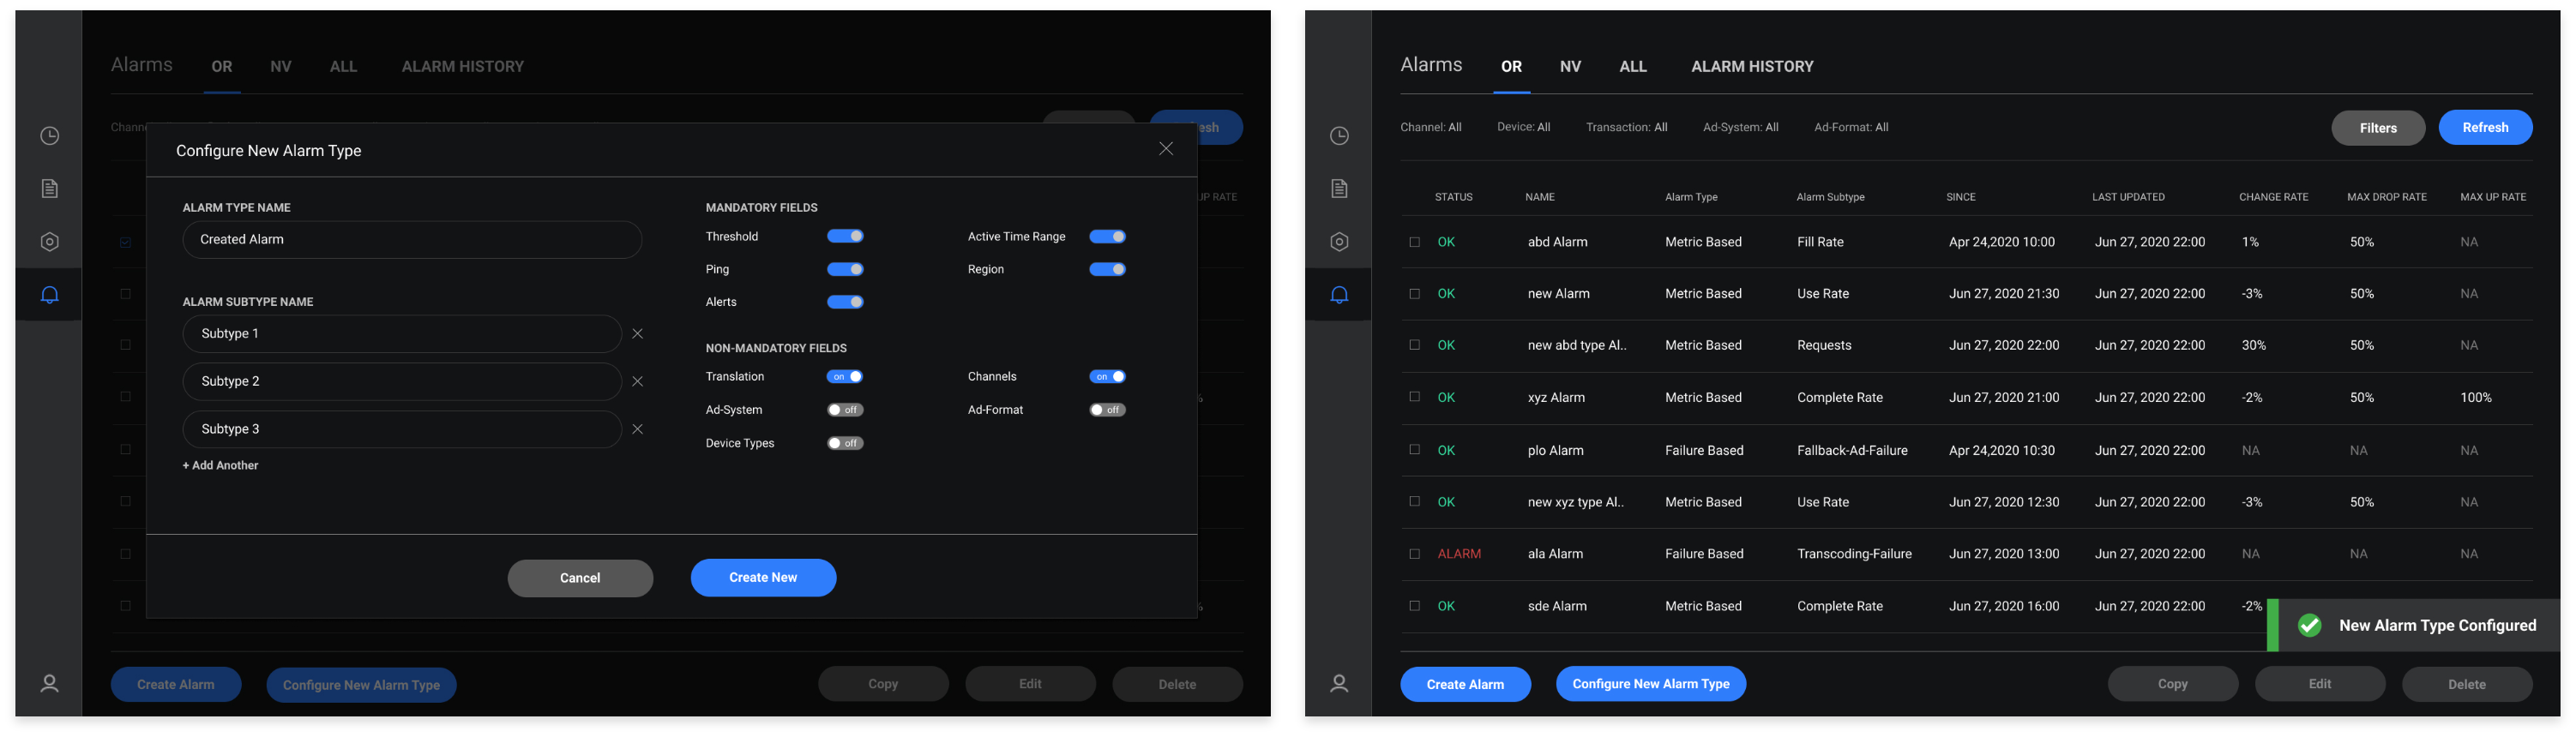 Alarms OR NV ALL ALARM HISTORY
Chann
esh
Configure New Alarm Type
UP RATE
ALARM TYPE NAME
Created Alarm
ALARM SUBTYPE NAME
Subtype 1
Subtype 2
Subtype 3
+ Add Another
MANDATORY FIELDS
Threshold Active Time Range
Ping Region
Alerts
NON-MANDATORY FIELDS
Translation on Channels on
Ad-System off Ad-Format off
Device Types off
%
%
Cancel Create New
Create Alarm Configure New Alarm Type Copy Edit Delete
Alarms OR NV ALL ALARM HISTORY
Channel: All Device: All Transaction: All Ad-System: All Ad-Format: All Filters Refresh
STATUS NAME Alarm Type Alarm Subtype SINCE LAST UPDATED CHANGE RATE MAX DROP RATE MAX UP RATE
OK abd Alarm Metric Based Fill Rate Apr 24,2020 10:00 Jun 27, 2020 22:00 1% 50% NA
OK new Alarm Metric Based Use Rate Jun 27, 2020 21:30 Jun 27, 2020 22:00 -3% 50% NA
OK new abd type Al.. Metric Based Requests Jun 27, 2020 22:00 Jun 27, 2020 22:00 30% 50% NA
OK xyz Alarm Metric Based Complete Rate Jun 27, 2020 21:00 Jun 27, 2020 22:00 -2% 50% 100%
OK plo Alarm Failure Based Fallback-Ad-Failure Apr 24,2020 10:30 Jun 27, 2020 22:00 NA NA NA
OK new xyz type Al.. Metric Based Use Rate Jun 27, 2020 12:30 Jun 27, 2020 22:00 -3% 50% NA
ALARM ala Alarm Failure Based Transcoding-Failure Jun 27, 2020 13:00 Jun 27, 2020 22:00 NA NA NA
OK sde Alarm Metric Based Complete Rate Jun 27, 2020 16:00 Jun 27, 2020 22:00 -2%
New Alarm Type Configured
Create Alarm Configure New Alarm Type Copy Edit Delete